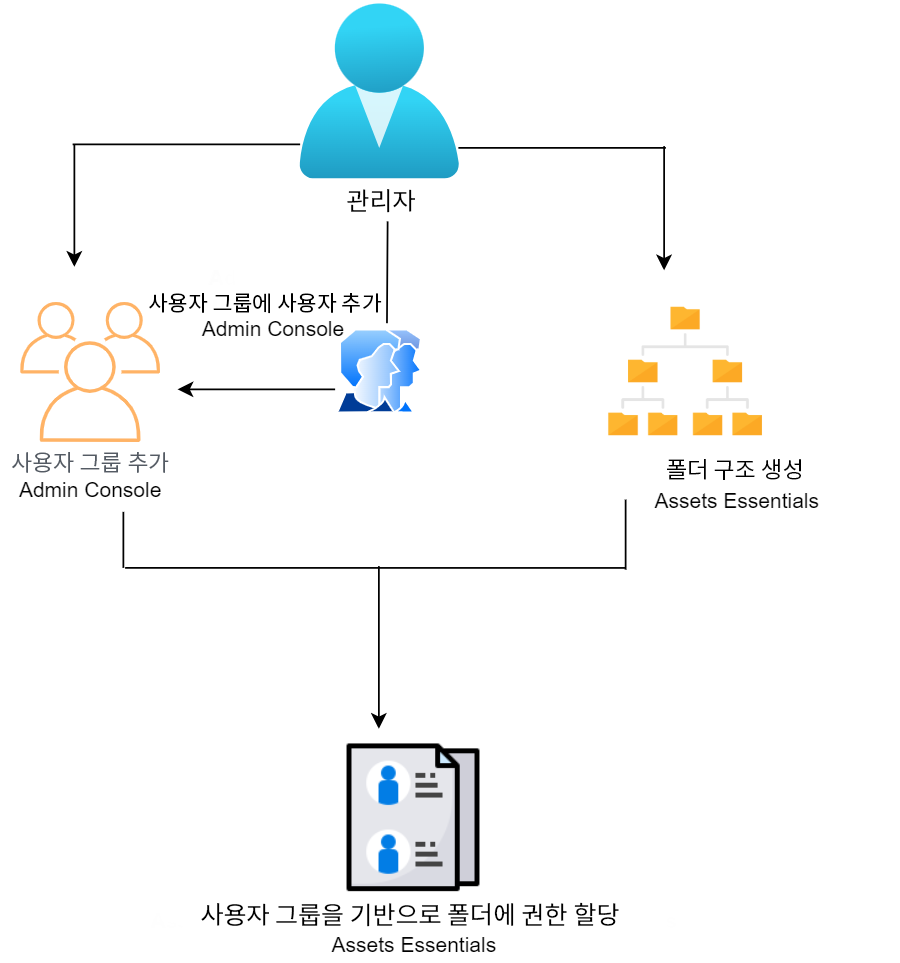 관리자
사용자 그룹에 사용자 추가
Admin Console
사용자 그룹 추가
Admin Console
폴더 구조 생성
Assets Essentials
사용자 그룹을 기반으로 폴더에 권한 할당
Assets Essentials